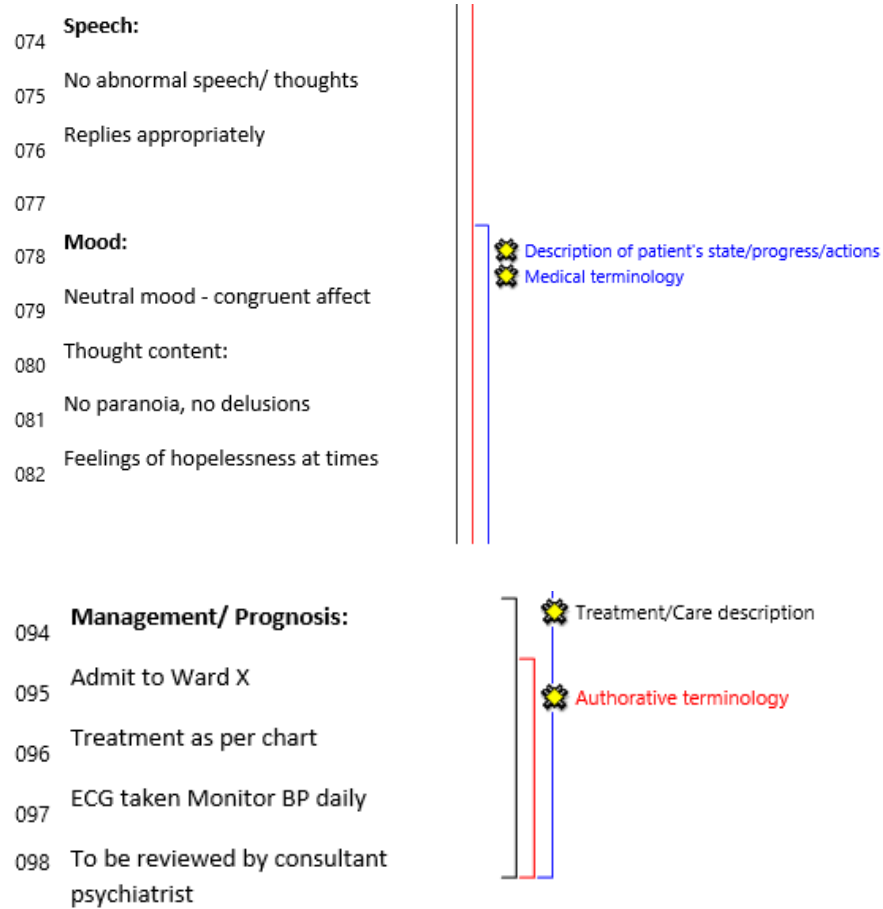 074 Speech:
075 No abnormal speech/ thoughts
076 Replies appropriately
077
078 Mood:
Description of patient's state/progress/actions
Medical terminology
079 Neutral mood - congruent affect
080 Thought content:
081 No paranoia, no delusions
082 Feelings of hopelessness at times
094 Management/ Prognosis:
Treatment/Care description
095 Admit to Ward X
Authorative terminology
096 Treatment as per chart
097 ECG taken Monitor BP daily
098 To be reviewed by consultant
psychiatrist